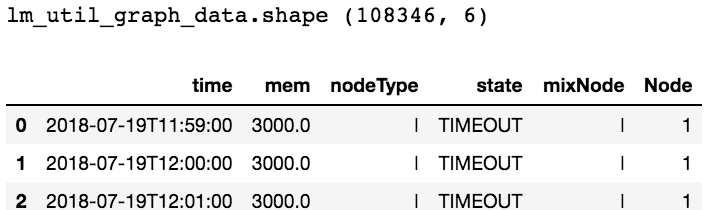 lm_util_graph_data.shape (108346, 6)
time mem nodeType state mixNode Node
0 2018-07-19T11:59:00 3000.0 l TIMEOUT l 1
1 2018-07-19T12:00:00 3000.0 l TIMEOUT l 1
2 2018-07-19T12:01:00 3000.0 l TIMEOUT l 1